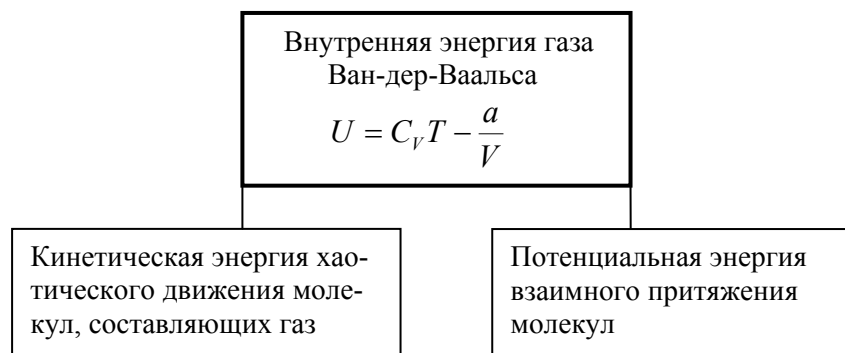 Внутренняя энергия газа
Ван-дер-Ваальса
U = C_V T − a/V
Кинетическая энергия хао-
тического движения моле-
кул, составляющих газ
Потенциальная энергия
взаимного притяжения
молекул